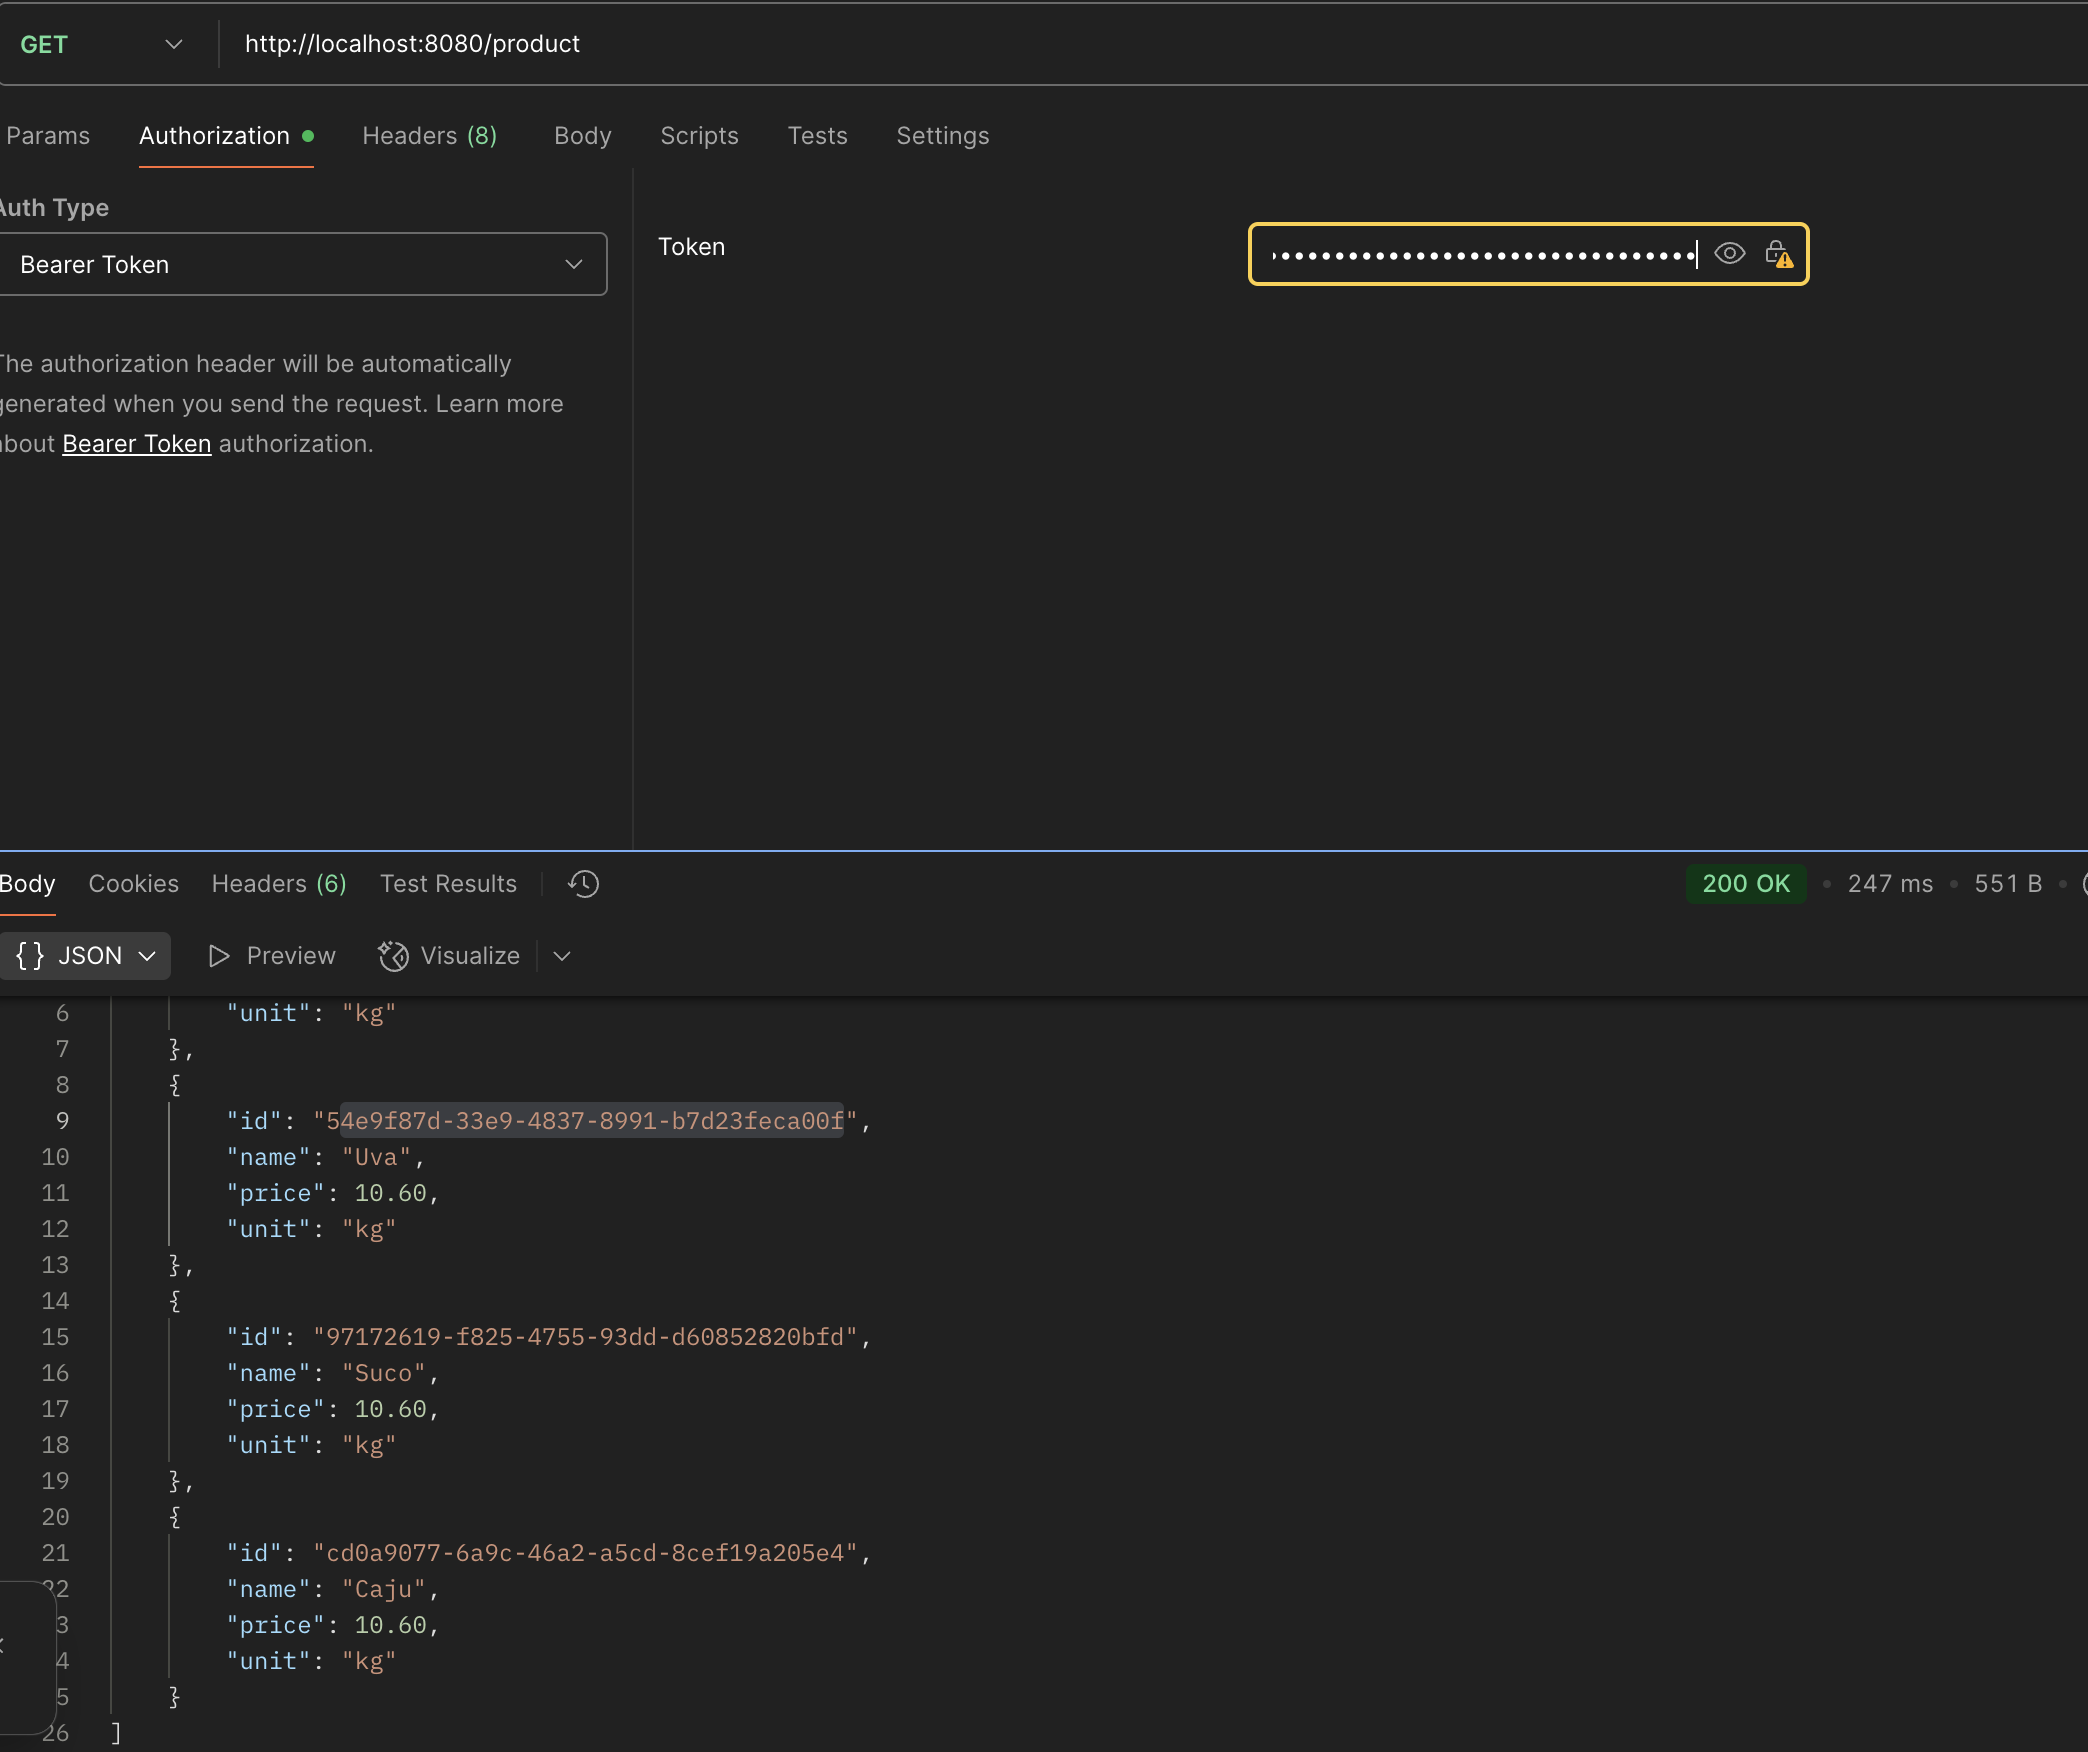 GET http://localhost:8080/product
Params Authorization Headers (8) Body Scripts Tests Settings
Auth Type
Bearer Token
Token
The authorization header will be automatically
generated when you send the request. Learn more
about Bearer Token authorization.
Body Cookies Headers (6) Test Results 200 OK • 247 ms • 551 B •
{} JSON Preview Visualize
6 "unit": "kg"
7 },
8 {
9 "id": "54e9f87d-33e9-4837-8991-b7d23feca00f",
10 "name": "Uva",
11 "price": 10.60,
12 "unit": "kg"
13 },
14 {
15 "id": "97172619-f825-4755-93dd-d60852820bfd",
16 "name": "Suco",
17 "price": 10.60,
18 "unit": "kg"
19 },
20 {
21 "id": "cd0a9077-6a9c-46a2-a5cd-8cef19a205e4",
22 "name": "Caju",
3 "price": 10.60,
4 "unit": "kg"
5 }
26 ]